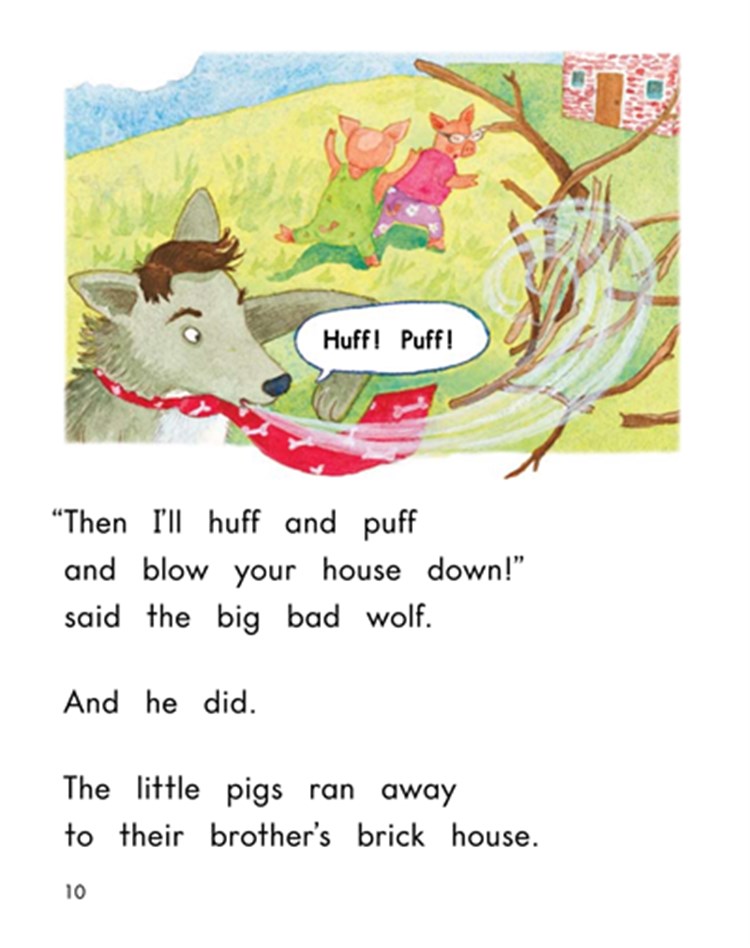 Huff! Puff!
“Then I’ll huff and puff
and blow your house down!”
said the big bad wolf.
And he did.
The little pigs ran away
to their brother’s brick house.
10